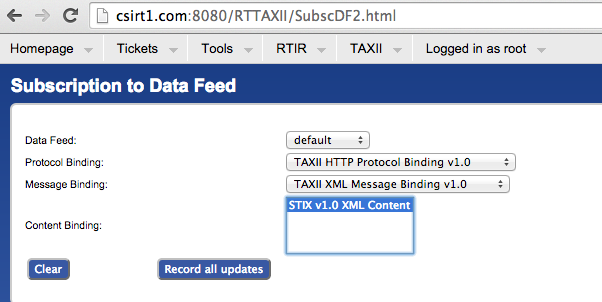 csirt1.com:8080/RTTAXII/SubscDF2.html
Homepage Tickets Tools RTIR TAXII Logged in as root
Subscription to Data Feed
Data Feed: default
Protocol Binding: TAXII HTTP Protocol Binding v1.0
Message Binding: TAXII XML Message Binding v1.0
STIX v1.0 XML Content
Content Binding:
Clear Record all updates